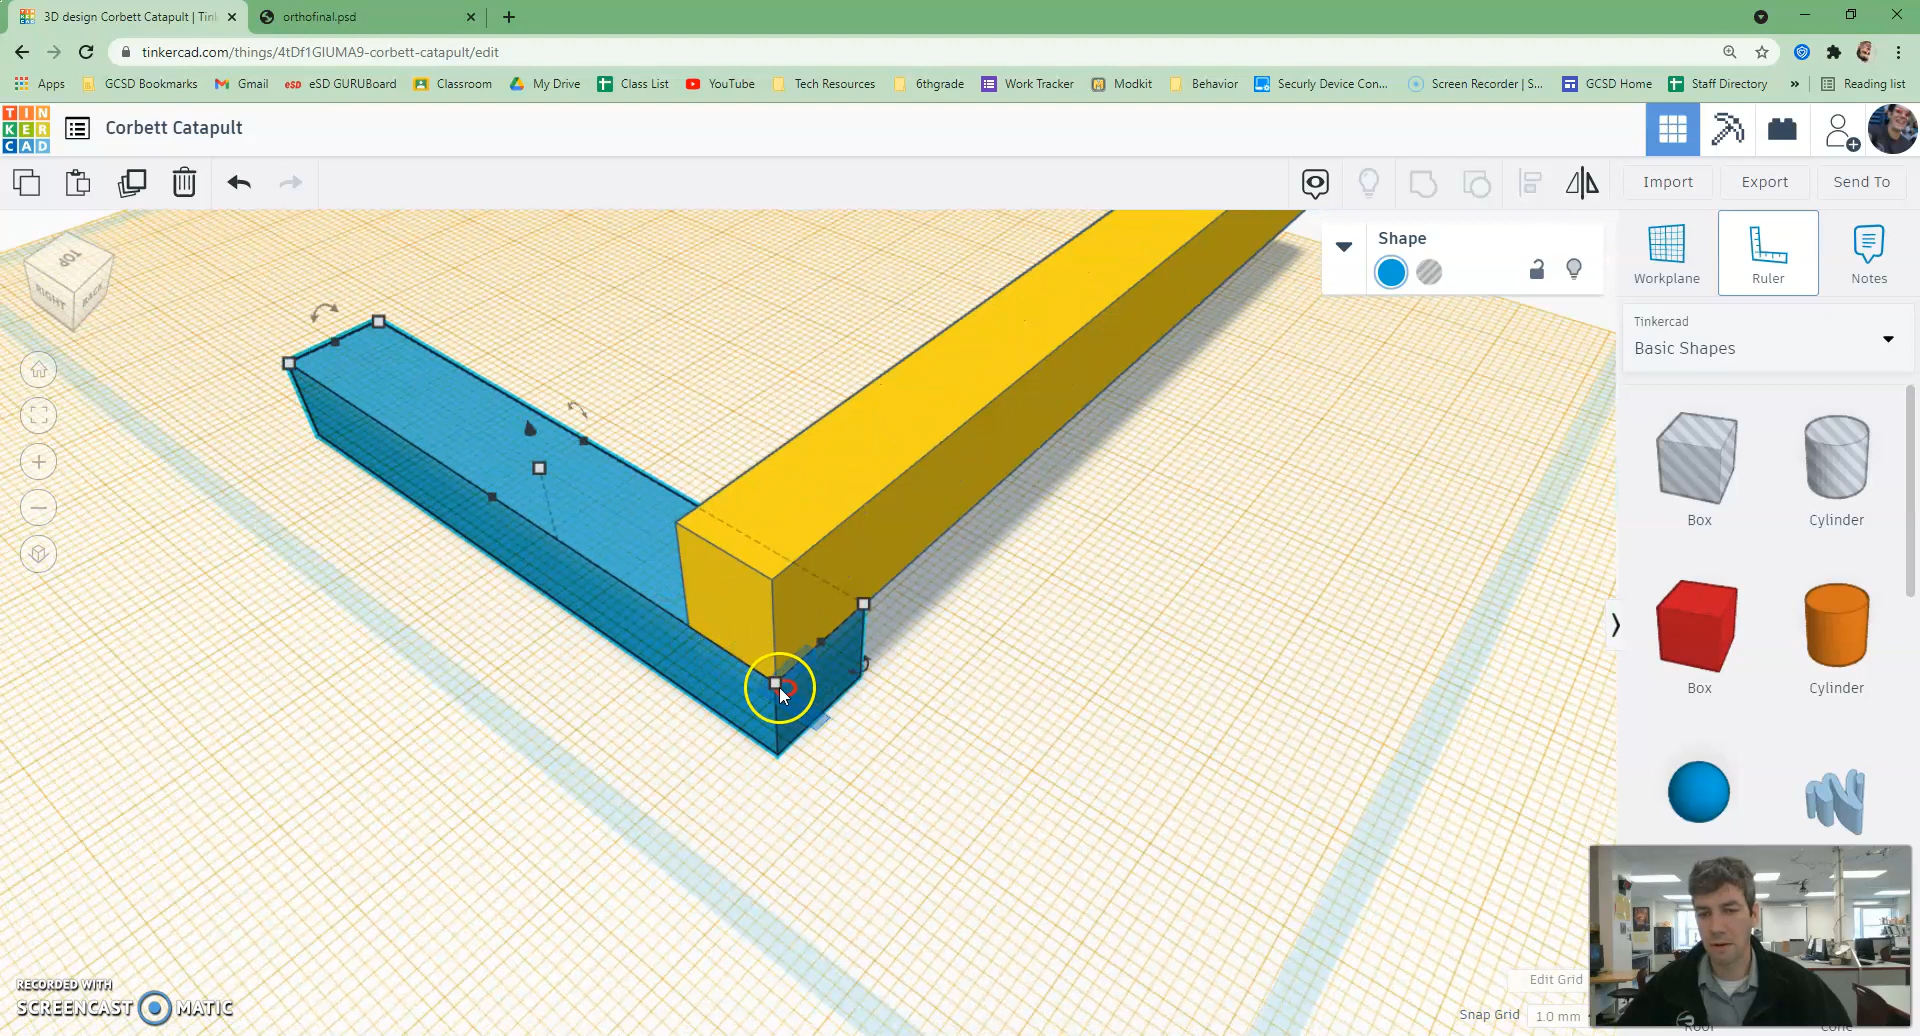 3D design Corbett Catapult | Tink
orthofinal.psd
tinkercad.com/things/4tDf1GIUMA9-corbett-catapult/edit
Apps
GCSD Bookmarks
Gmail
esD eSD GURUBoard
Classroom
My Drive
Class List
YouTube
Tech Resources
6thgrade
Work Tracker
Modkit
Behavior
Securly Device Con...
Screen Recorder | S...
GCSD Home
Staff Directory
»
Reading list
TIN
KER
CAD
Corbett Catapult
Import
Export
Send To
TOP
RIGHT
BACK
Shape
Workplane
Ruler
Notes
Tinkercad
Basic Shapes
Box
Cylinder
Box
Cylinder
Edit Grid
Snap Grid
1.0 mm
Roof
Cone
RECORDED WITH
SCREENCAST MATIC